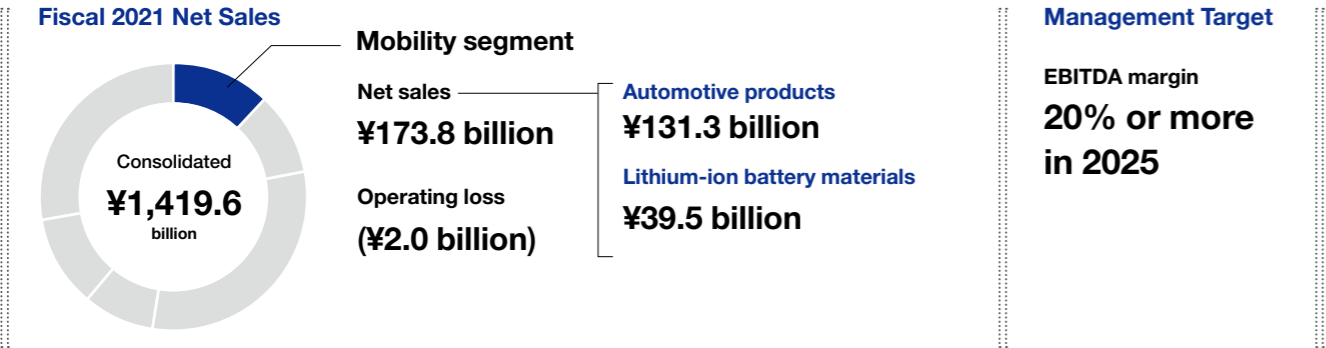 Fiscal 2021 Net Sales
Consolidated
¥1,419.6
billion
Mobility segment
Net sales
¥173.8 billion
Operating loss
(¥2.0 billion)
Automotive products
¥131.3 billion
Lithium-ion battery materials
¥39.5 billion
Management Target
EBITDA margin
20% or more
in 2025